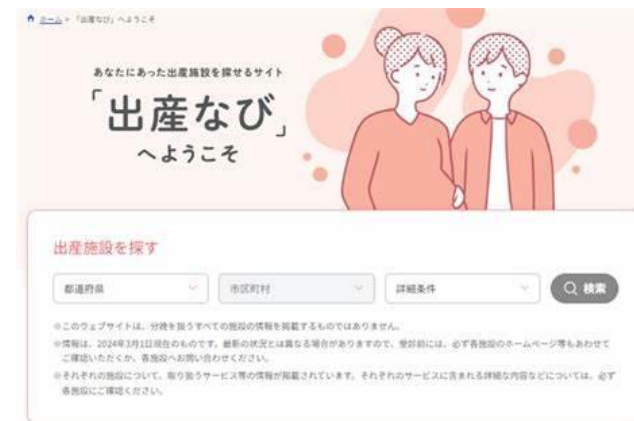 ホーム > 「出産なび」へようこそ
あなたにあった出産施設を探せるサイト
「出産なび」
へようこそ
出産施設を探す
都道府県
市区町村
詳細条件
検索
※このウェブサイトは、分娩を扱うすべての施設の情報を掲載するものではありません。
※情報は、2024年3月1日現在のものです。最新の状況とは異なる場合がありますので、受診前には、必ず各施設のホームページ等もあわせて
ご確認いただくか、各施設へお問い合わせください。
※それぞれの施設について、取り扱うサービス等の情報が掲載されています。それぞれのサービスに含まれる詳細な内容などについては、必ず
各施設にご確認ください。